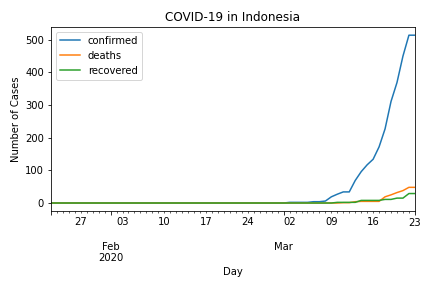 COVID-19 in Indonesia
confirmed
deaths
recovered
Number of Cases
500
400
300
200
100
0
27 03 10 17 24 02 09 16 23
Feb Mar
2020
Day